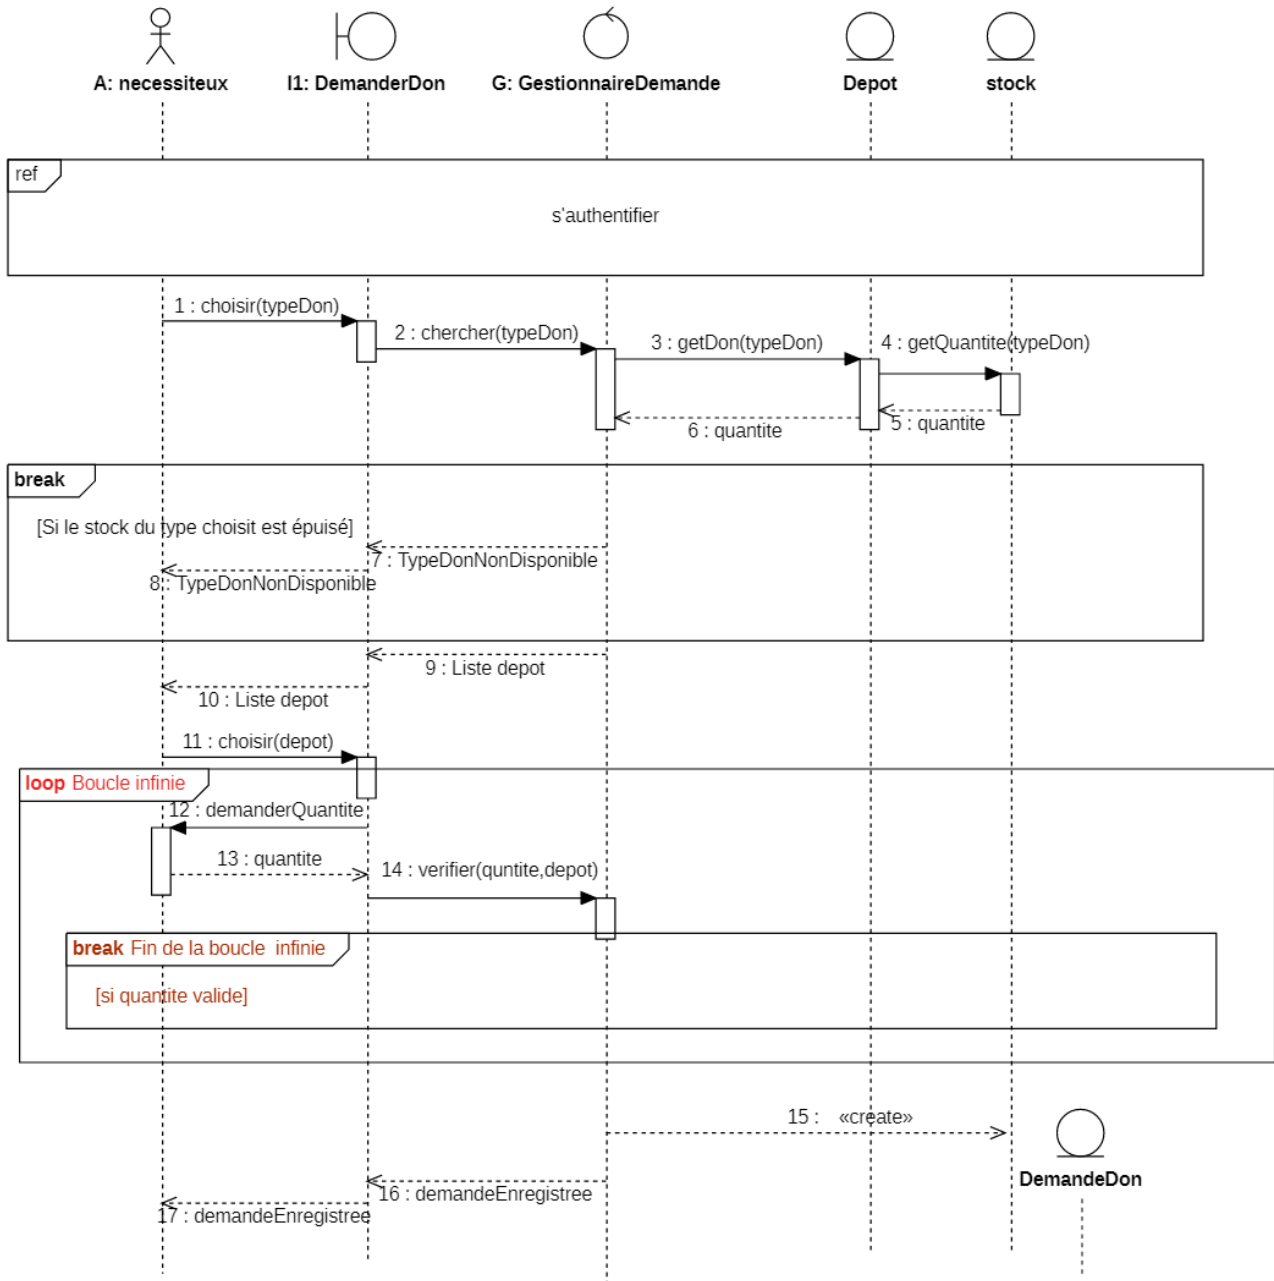 A: necessiteux
I1: DemanderDon
G: GestionnaireDemande
Depot
stock
ref
s'authentifier
1 : choisir(typeDon)
2 : chercher(typeDon)
3 : getDon(typeDon)
4 : getQuantite(typeDon)
5 : quantite
6 : quantite
break
[Si le stock du type choisit est épuisé]
7 : TypeDonNonDisponible
8 : TypeDonNonDisponible
9 : Liste depot
10 : Liste depot
11 : choisir(depot)
loop Boucle infinie
12 : demanderQuantite
13 : quantite
14 : verifier(quntite,depot)
break Fin de la boucle infinie
[si quantite valide]
15 : «create»
DemandeDon
16 : demandeEnregistree
17 : demandeEnregistree